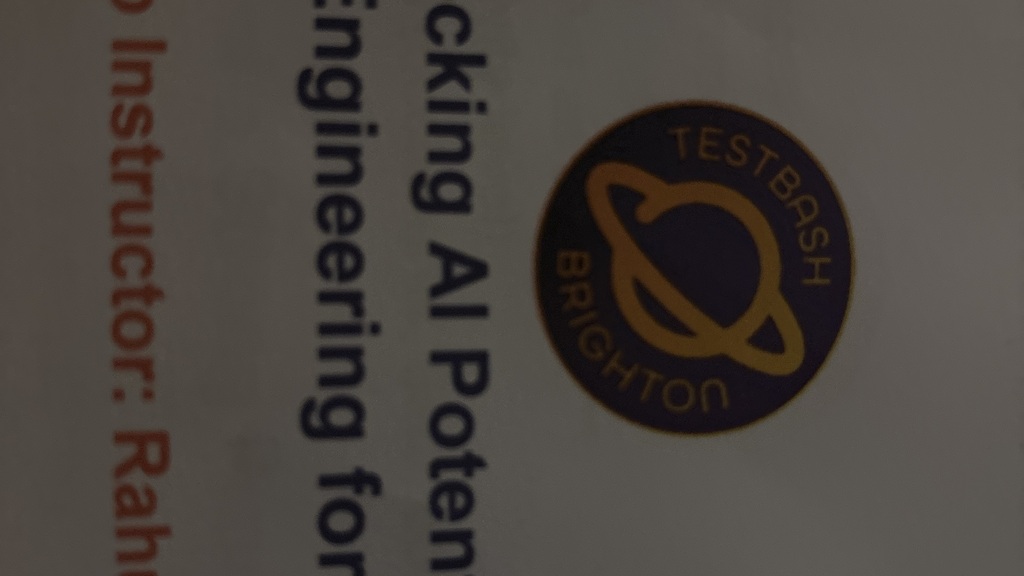 TESTBASH
BRIGHTON
cking AI Poten
Engineering for
o Instructor: Rah